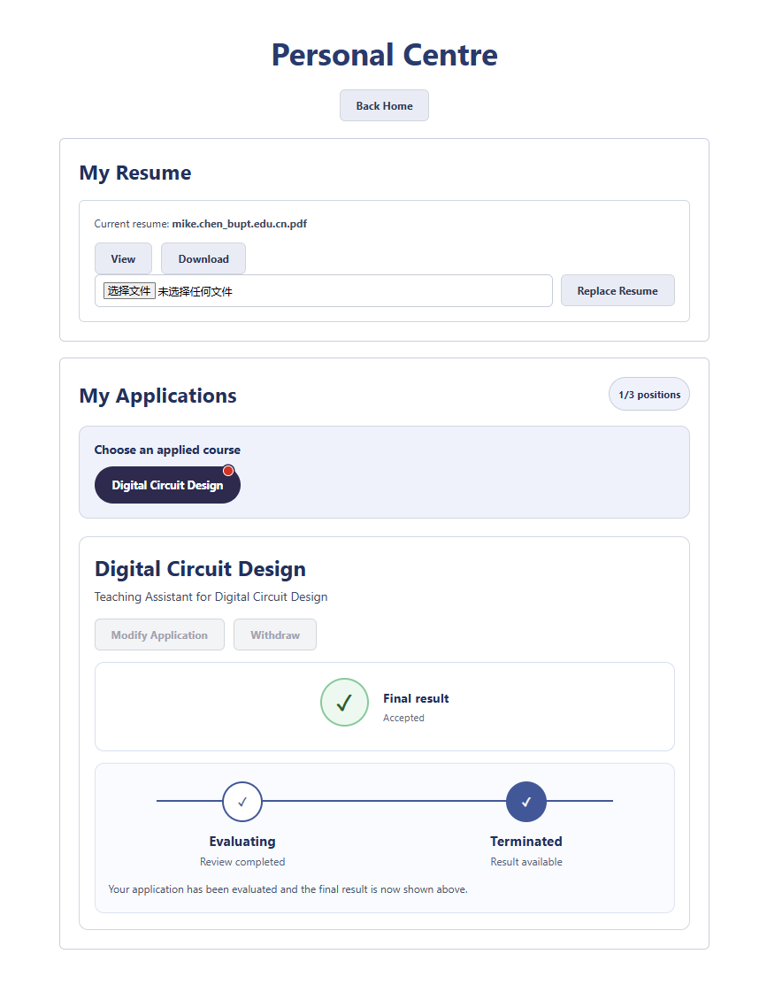 Personal Centre
Back Home
My Resume
Current resume: mike.chen_bupt.edu.cn.pdf
View Download
选择文件 未选择任何文件 Replace Resume
My Applications 1/3 positions
Choose an applied course
Digital Circuit Design
Digital Circuit Design
Teaching Assistant for Digital Circuit Design
Modify Application Withdraw
✓ Final result
Accepted
✓ ✓
Evaluating Terminated
Review completed Result available
Your application has been evaluated and the final result is now shown above.